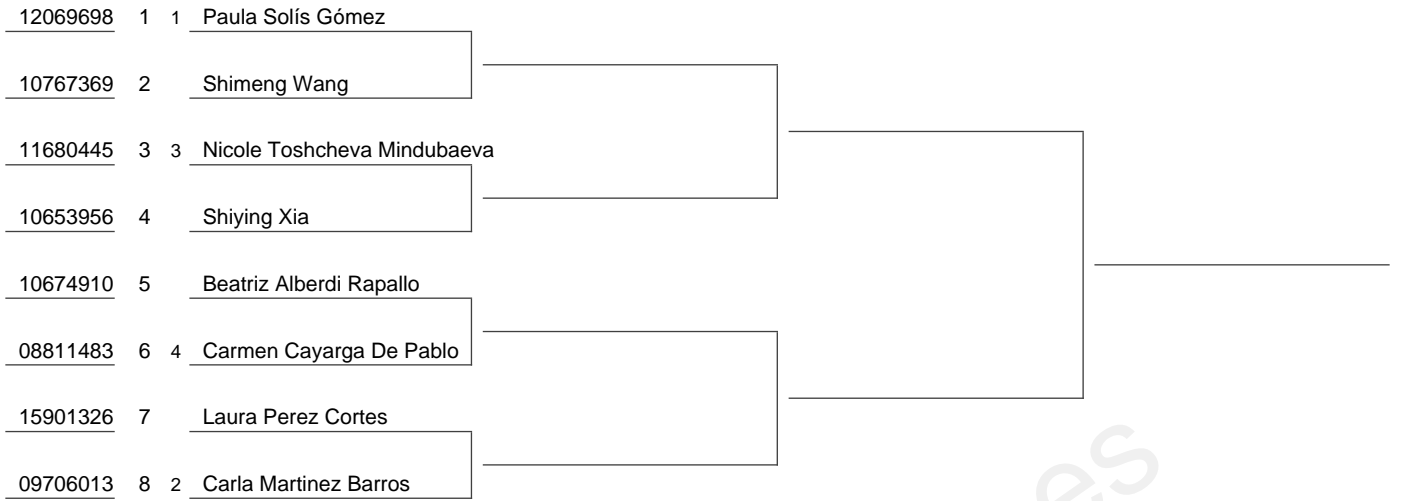 12069698 1 1 Paula Solís Gómez
10767369 2 Shimeng Wang
11680445 3 3 Nicole Toshcheva Mindubaeva
10653956 4 Shiying Xia
10674910 5 Beatriz Alberdi Rapallo
08811483 6 4 Carmen Cayarga De Pablo
15901326 7 Laura Perez Cortes
09706013 8 2 Carla Martinez Barros
es